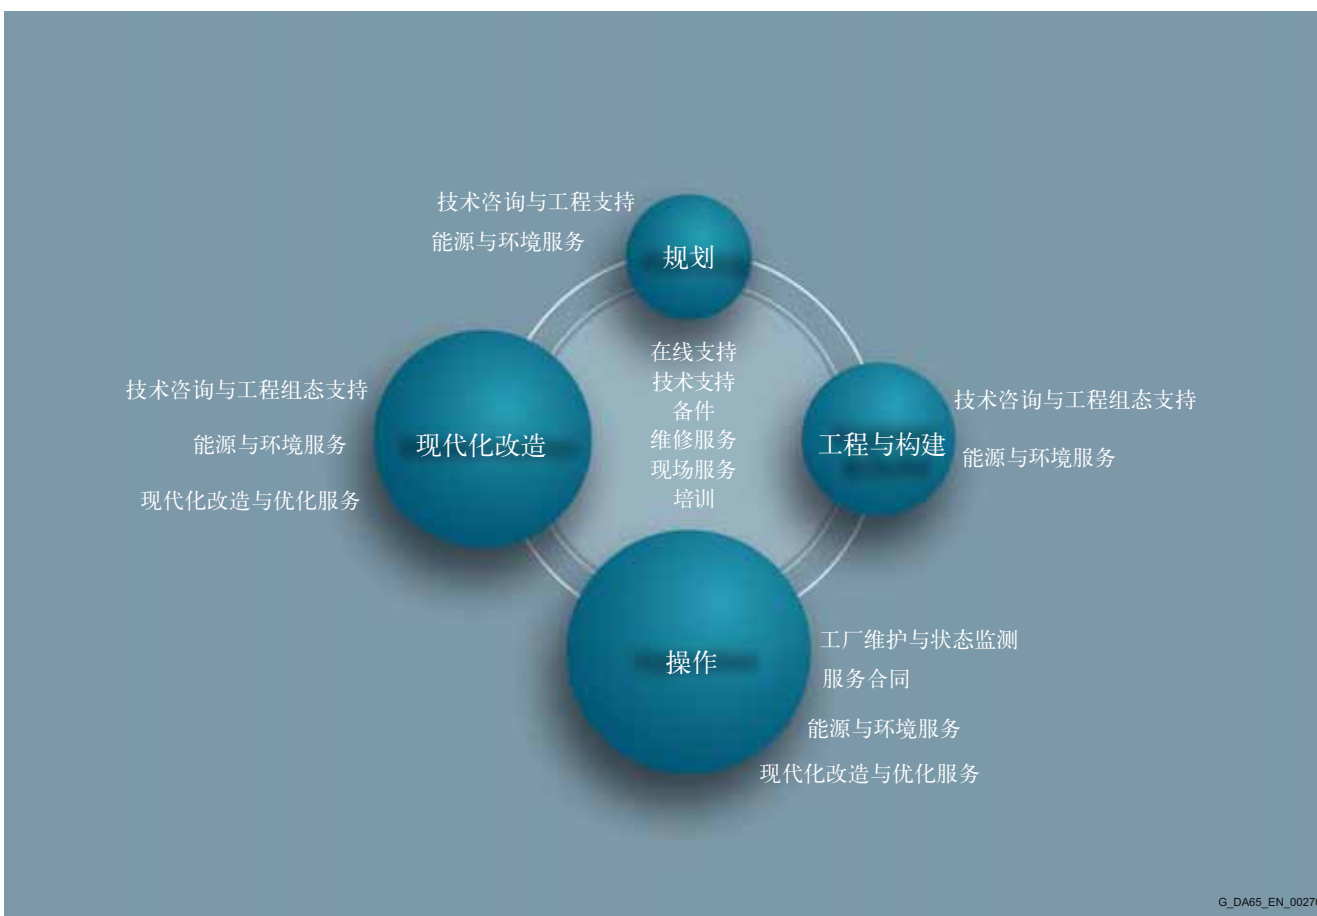 技术咨询与工程支持
能源与环境服务
规划
在线支持
技术支持
备件
维修服务
现场服务
培训
技术咨询与工程组态支持
能源与环境服务
现代化改造与优化服务
现代化改造
工程与构建
技术咨询与工程组态支持
能源与环境服务
操作
工厂维护与状态监测
服务合同
能源与环境服务
现代化改造与优化服务
G_DA65_EN_0027